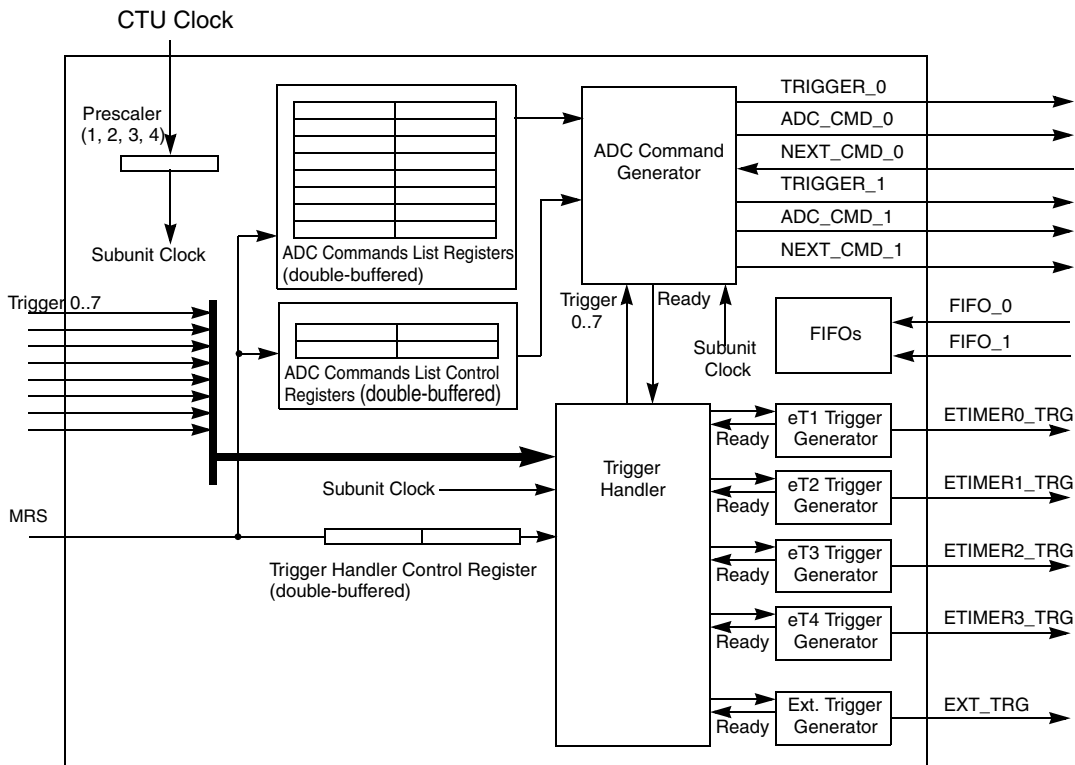 CTU Clock
Prescaler
(1, 2, 3, 4)
Subunit Clock
ADC Commands List Registers
(double-buffered)
ADC Command
Generator
TRIGGER_0
ADC_CMD_0
NEXT_CMD_0
TRIGGER_1
ADC_CMD_1
NEXT_CMD_1
Trigger 0..7
ADC Commands List Control
Registers (double-buffered)
Trigger
0..7
Ready
Subunit
Clock
FIFOs
FIFO_0
FIFO_1
Trigger
Handler
Subunit Clock
MRS
Trigger Handler Control Register
(double-buffered)
Ready
eT1 Trigger
Generator
ETIMER0_TRG
Ready
eT2 Trigger
Generator
ETIMER1_TRG
Ready
eT3 Trigger
Generator
ETIMER2_TRG
Ready
eT4 Trigger
Generator
ETIMER3_TRG
Ready
Ext. Trigger
Generator
EXT_TRG